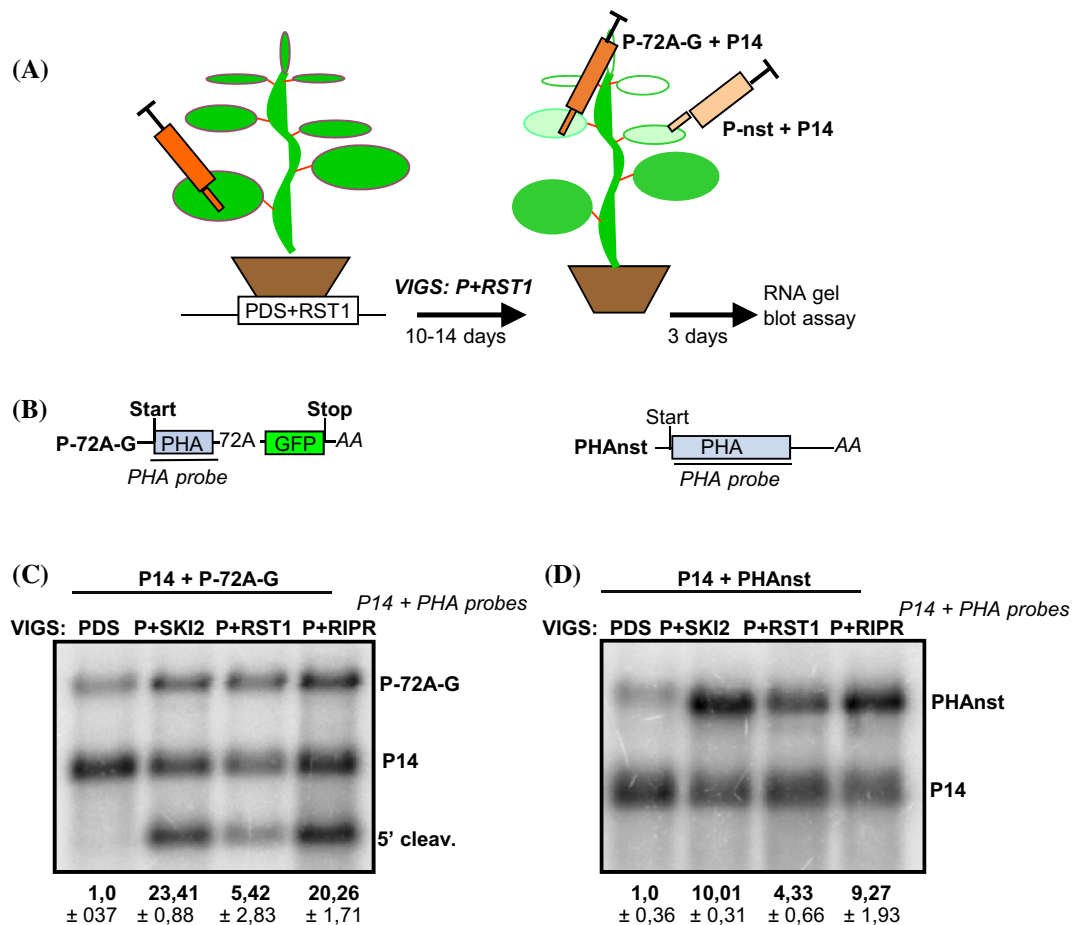 (A)
P-72A-G + P14
P-nst + P14
PDS+RST1
VIGS: P+RST1
10-14 days
3 days
RNA gel
blot assay
(B)
Start
Stop
P-72A-G
PHA
72A
GFP
AA
PHA probe
Start
PHAnst
PHA
AA
PHA probe
(C)
P14 + P-72A-G
P14 + PHA probes
VIGS: PDS P+SKI2 P+RST1 P+RIPR
P-72A-G
P14
5’ cleav.
1,0 23,41 5,42 20,26
± 037 ± 0,88 ± 2,83 ± 1,71
(D)
P14 + PHAnst
P14 + PHA probes
VIGS: PDS P+SKI2 P+RST1 P+RIPR
PHAnst
P14
1,0 10,01 4,33 9,27
± 0,36 ± 0,31 ± 0,66 ± 1,93